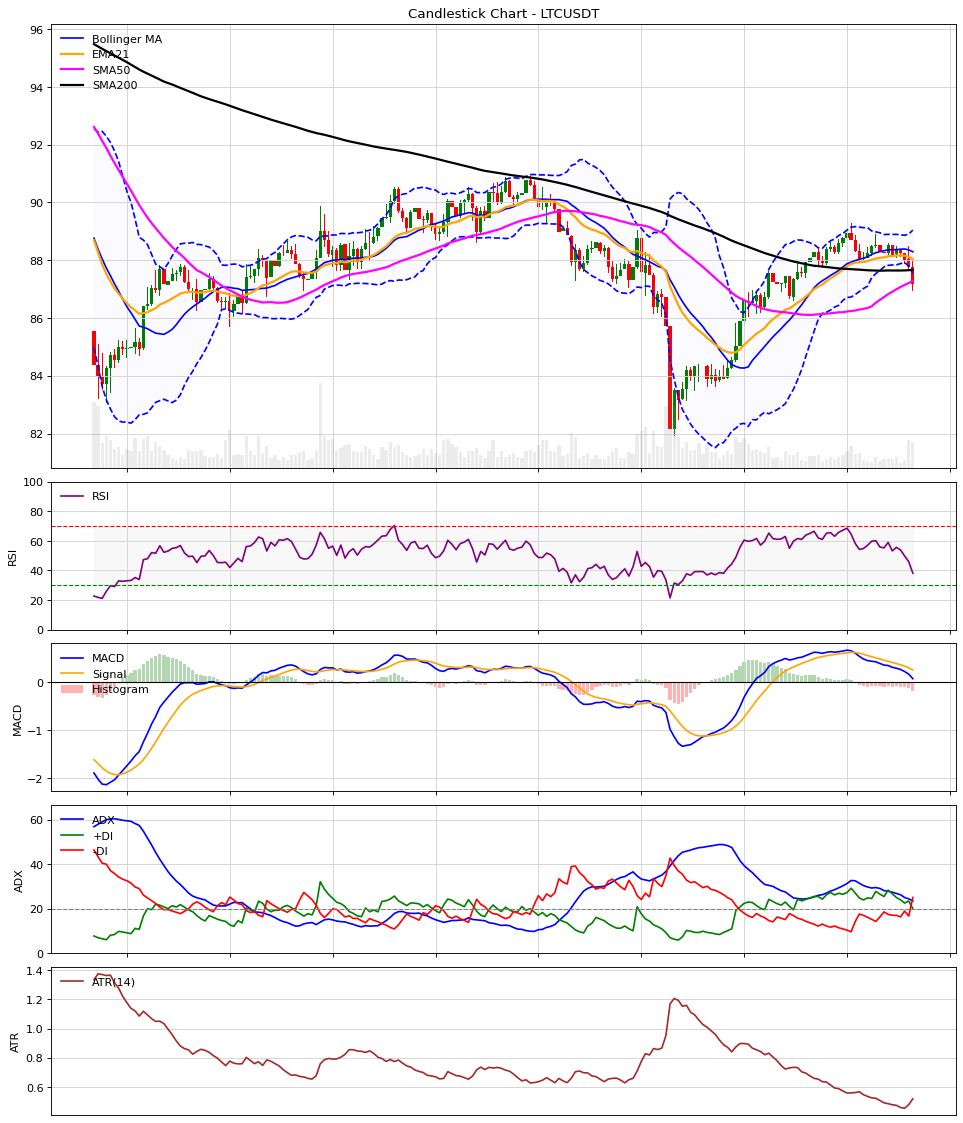 Candlestick Chart - LTCUSDT
96
94
92
90
88
86
84
82
Bollinger MA
EMA21
SMA50
SMA200
100
80
60
40
20
0
RSI
RSI
0
−1
−2
MACD
MACD
Signal
Histogram
60
40
20
0
ADX
ADX
+DI
-DI
1.4
1.2
1.0
0.8
0.6
ATR
ATR(14)